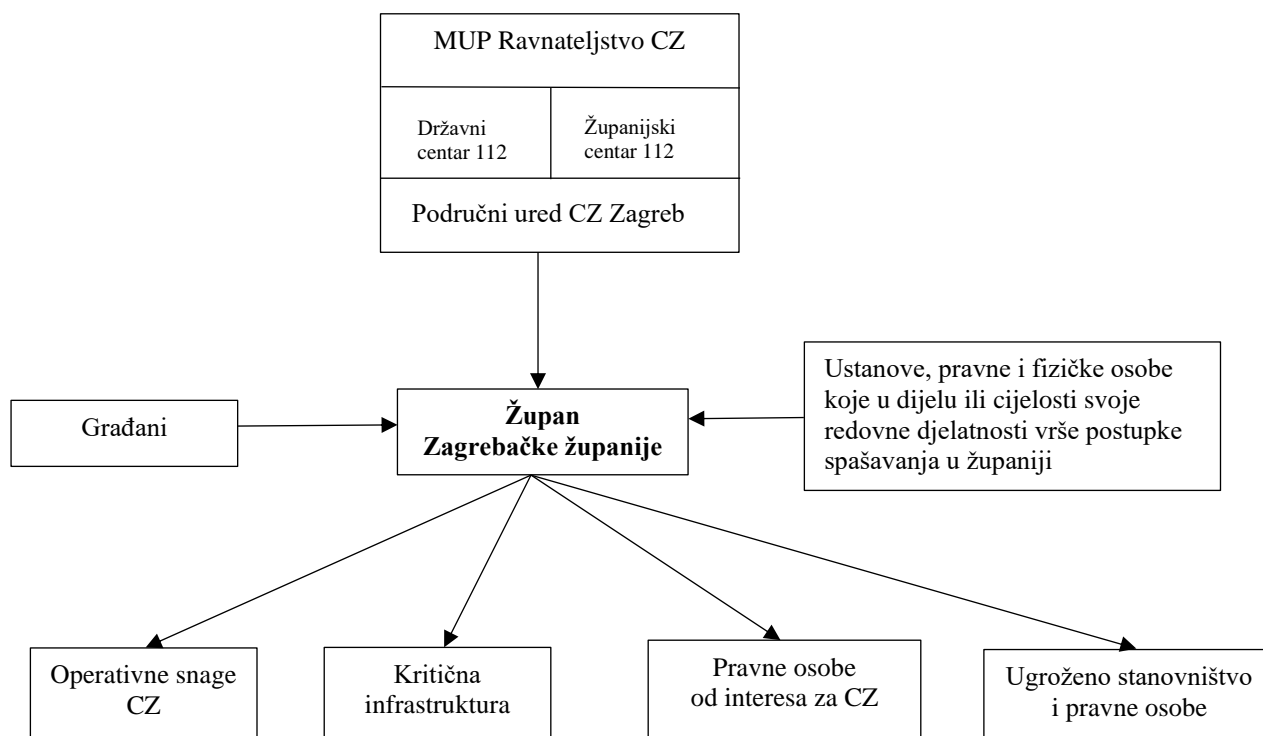 MUP Ravnateljstvo CZ
Državni
centar 112
Županijski
centar 112
Područni ured CZ Zagreb
Građani
Župan
Zagrebačke županije
Ustanove, pravne i fizičke osobe
koje u dijelu ili cijelosti svoje
redovne djelatnosti vrše postupke
spašavanja u županiji
Operativne snage
CZ
Kritična
infrastruktura
Pravne osobe
od interesa za CZ
Ugroženo stanovništvo
i pravne osobe